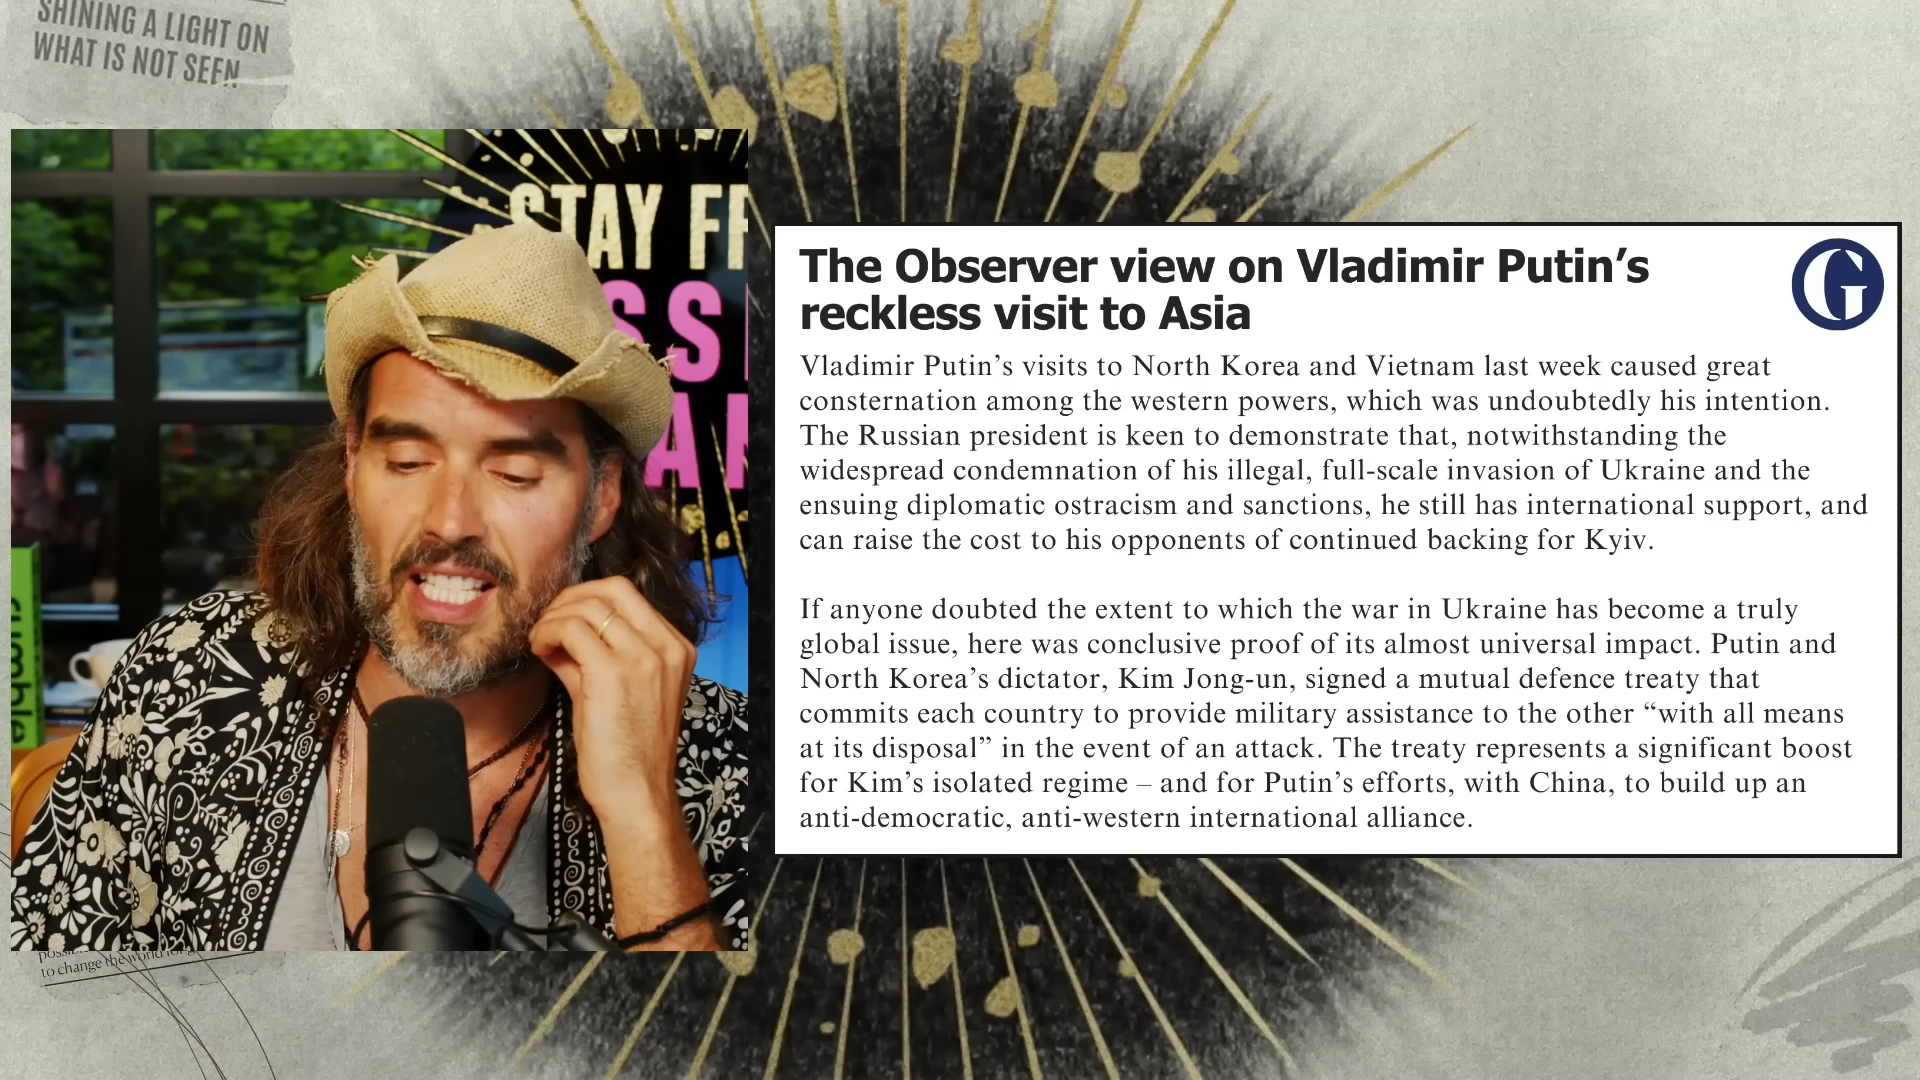 SHINING A LIGHT ON
WHAT IS NOT SEEN
STAY FR
SS
A
The Observer view on Vladimir Putin’s
reckless visit to Asia
G
Vladimir Putin’s visits to North Korea and Vietnam last week caused great
consternation among the western powers, which was undoubtedly his intention.
The Russian president is keen to demonstrate that, notwithstanding the
widespread condemnation of his illegal, full-scale invasion of Ukraine and the
ensuing diplomatic ostracism and sanctions, he still has international support, and
can raise the cost to his opponents of continued backing for Kyiv.
If anyone doubted the extent to which the war in Ukraine has become a truly
global issue, here was conclusive proof of its almost universal impact. Putin and
North Korea’s dictator, Kim Jong-un, signed a mutual defence treaty that
commits each country to provide military assistance to the other “with all means
at its disposal” in the event of an attack. The treaty represents a significant boost
for Kim’s isolated regime – and for Putin’s efforts, with China, to build up an
anti-democratic, anti-western international alliance.
rumble
to change the world for